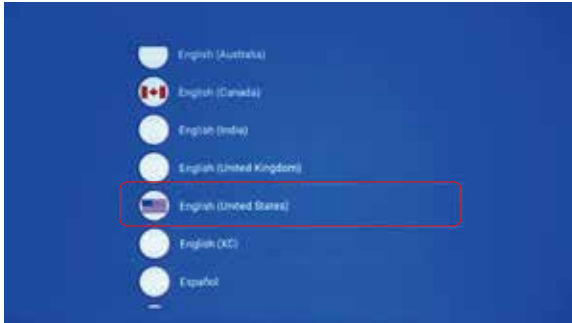 English (Australia)
English (Canada)
English (India)
English (United Kingdom)
English (United States)
English (XC)
Español